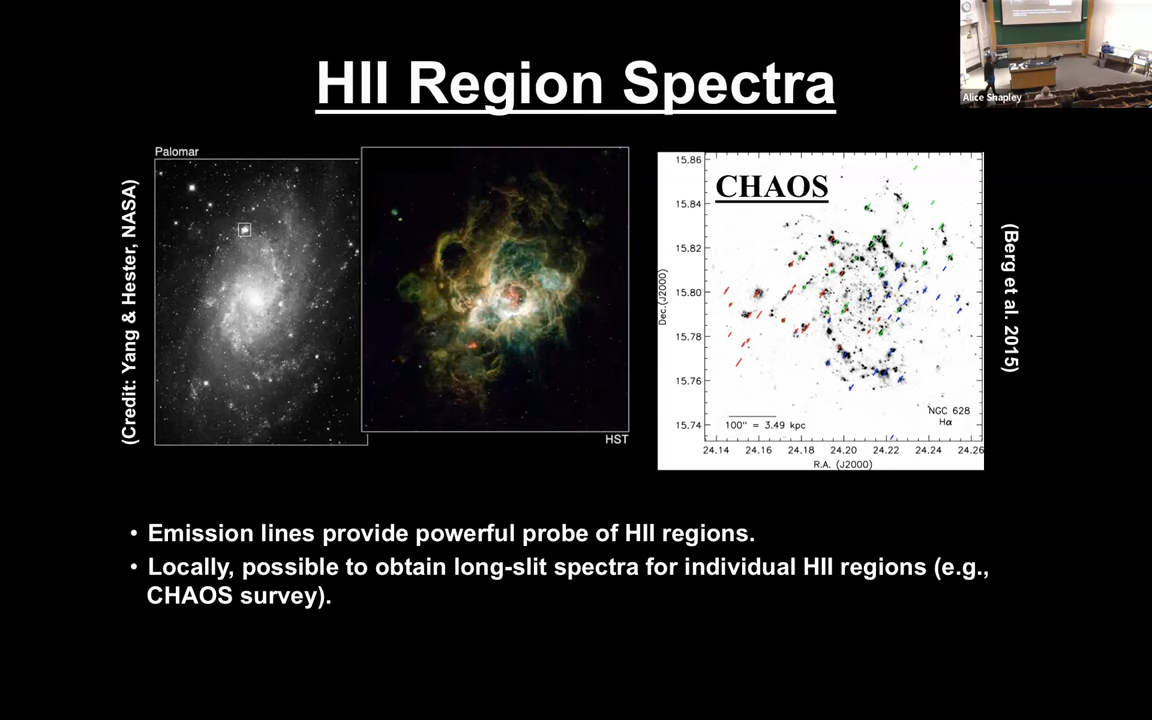 Alice Shapley
HII Region Spectra
Palomar
(Credit: Yang & Hester, NASA)
HST
CHAOS
15.86
15.84
15.82
15.80
15.78
15.76
15.74
Dec.(J2000)
100" = 3.49 kpc
NGC 628
Hα
24.14 24.16 24.18 24.20 24.22 24.24 24.26
R.A. (J2000)
(Berg et al. 2015)
• Emission lines provide powerful probe of HII regions.
• Locally, possible to obtain long-slit spectra for individual HII regions (e.g.,
CHAOS survey).